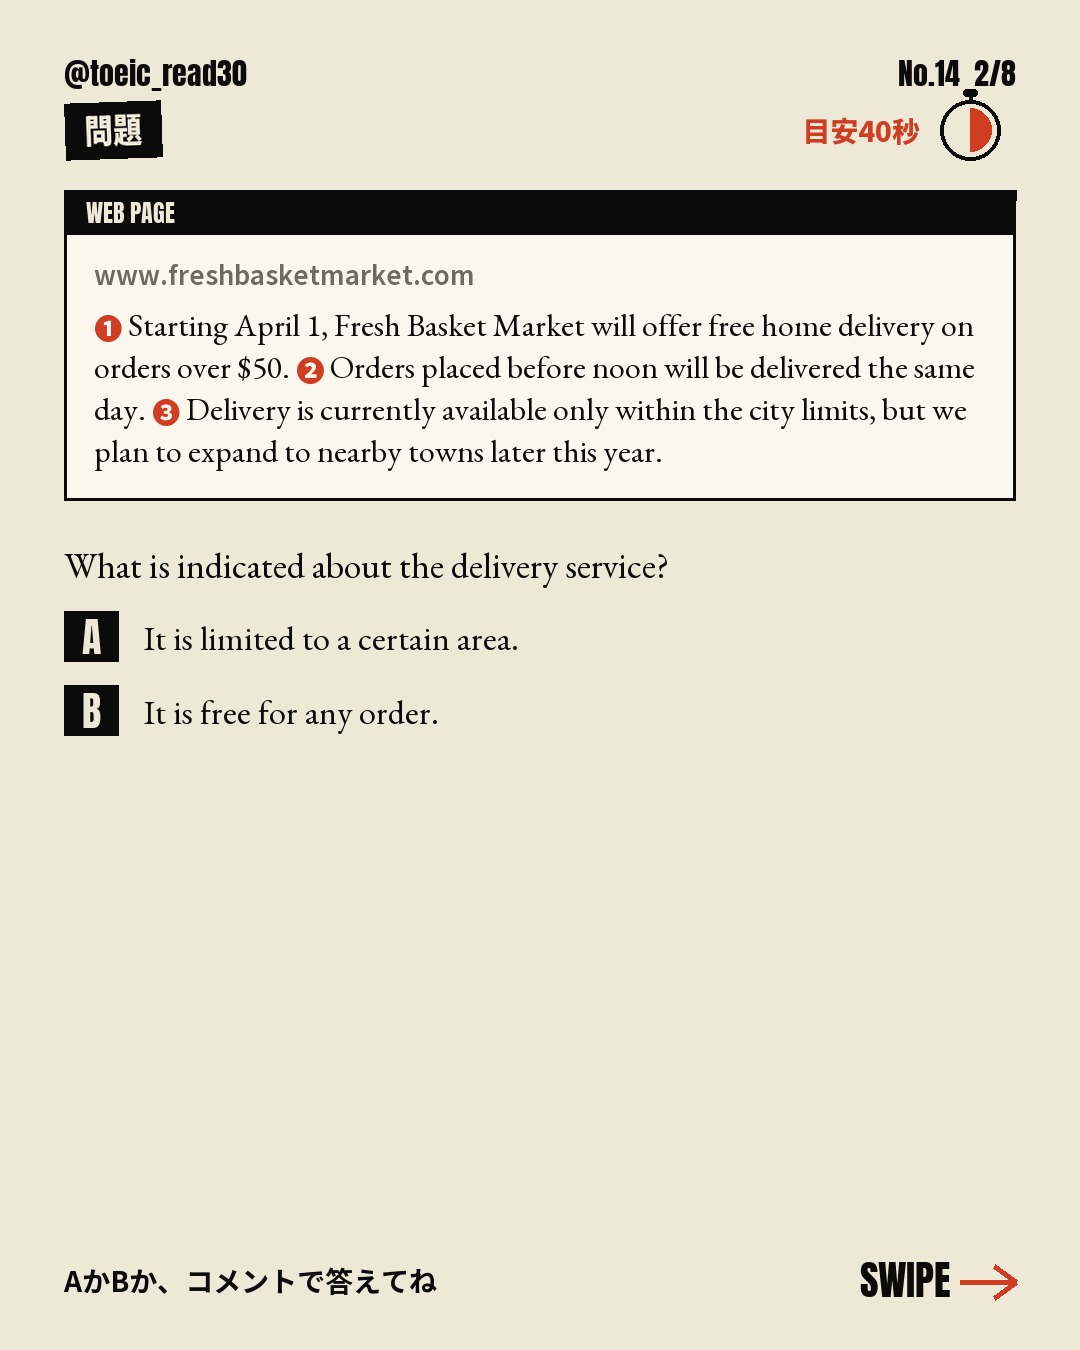 @toeic_read30
No.14 2/8
問題
目安40秒
WEB PAGE
www.freshbasketmarket.com
❶ Starting April 1, Fresh Basket Market will offer free home delivery on
orders over $50. ❷ Orders placed before noon will be delivered the same
day. ❸ Delivery is currently available only within the city limits, but we
plan to expand to nearby towns later this year.
What is indicated about the delivery service?
A It is limited to a certain area.
B It is free for any order.
AかBか、コメントで答えてね
SWIPE